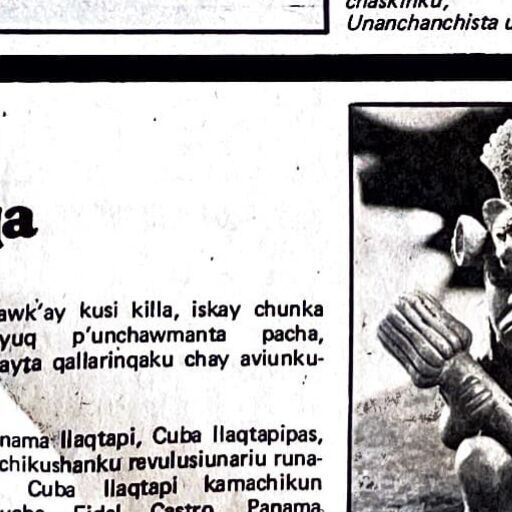 chaskinku,
Unanchanchista u
awk'ay kusi killa, iskay chunka
yuq p'unchawmanta pacha,
ayta qallarinqaku chay aviunku-
nama llaqtapi, Cuba llaqtapipas,
chikushanku revulusiunariu runa-
Cuba llaqtapi kamachikun
Fidel Castro Panama